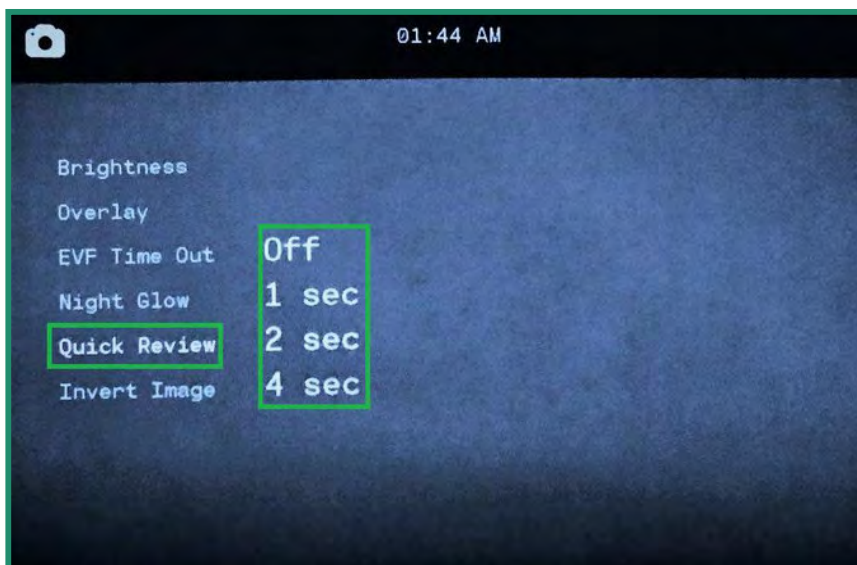 01:44 AM
Brightness
Overlay
EVF Time Out
Off
Night Glow
1 sec
Quick Review
2 sec
Invert Image
4 sec